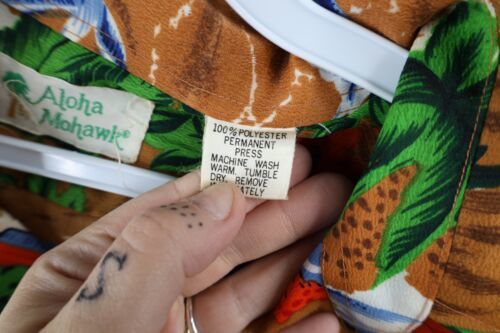 Aloha
Mohawk®
100% POLYESTER
PERMANENT
PRESS
MACHINE WASH
WARM. TUMBLE
DRY. REMOVE
S